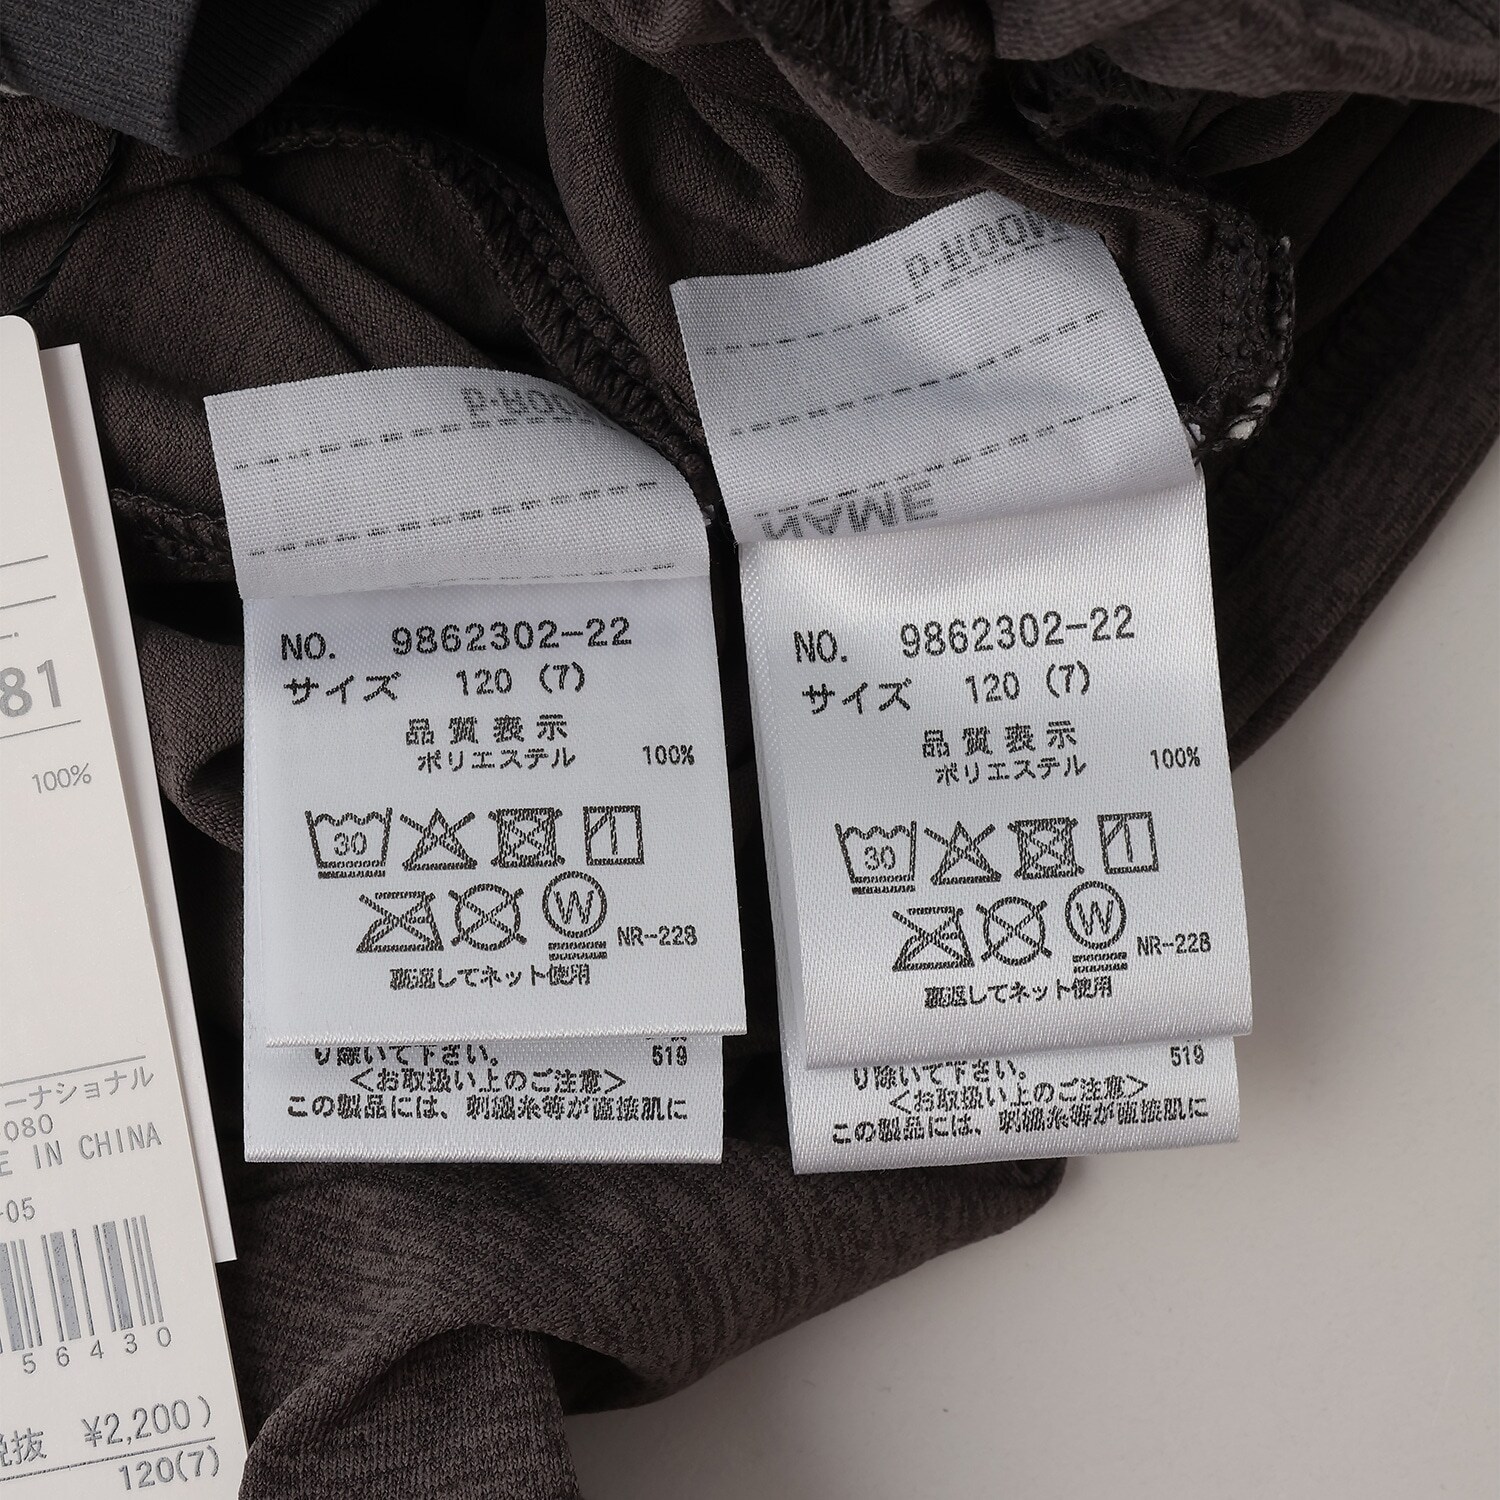 81
100%
ーナショナル
080
E IN CHINA
-05
5 6 4 3 0
税抜 ¥2,200)
120(7)
NO. 9862302-22
サイズ 120 (7)
品質表示
ポリエステル 100%
30
W
NR-228
裏返してネット使用
り除いて下さい。
519
<お取扱い上のご注意>
この製品には、刺繍糸等が直接肌に
NAME
NO. 9862302-22
サイズ 120 (7)
品質表示
ポリエステル 100%
30
W
NR-228
裏返してネット使用
り除いて下さい。
519
<お取扱い上のご注意>
この製品には、刺繍糸等が直接肌に